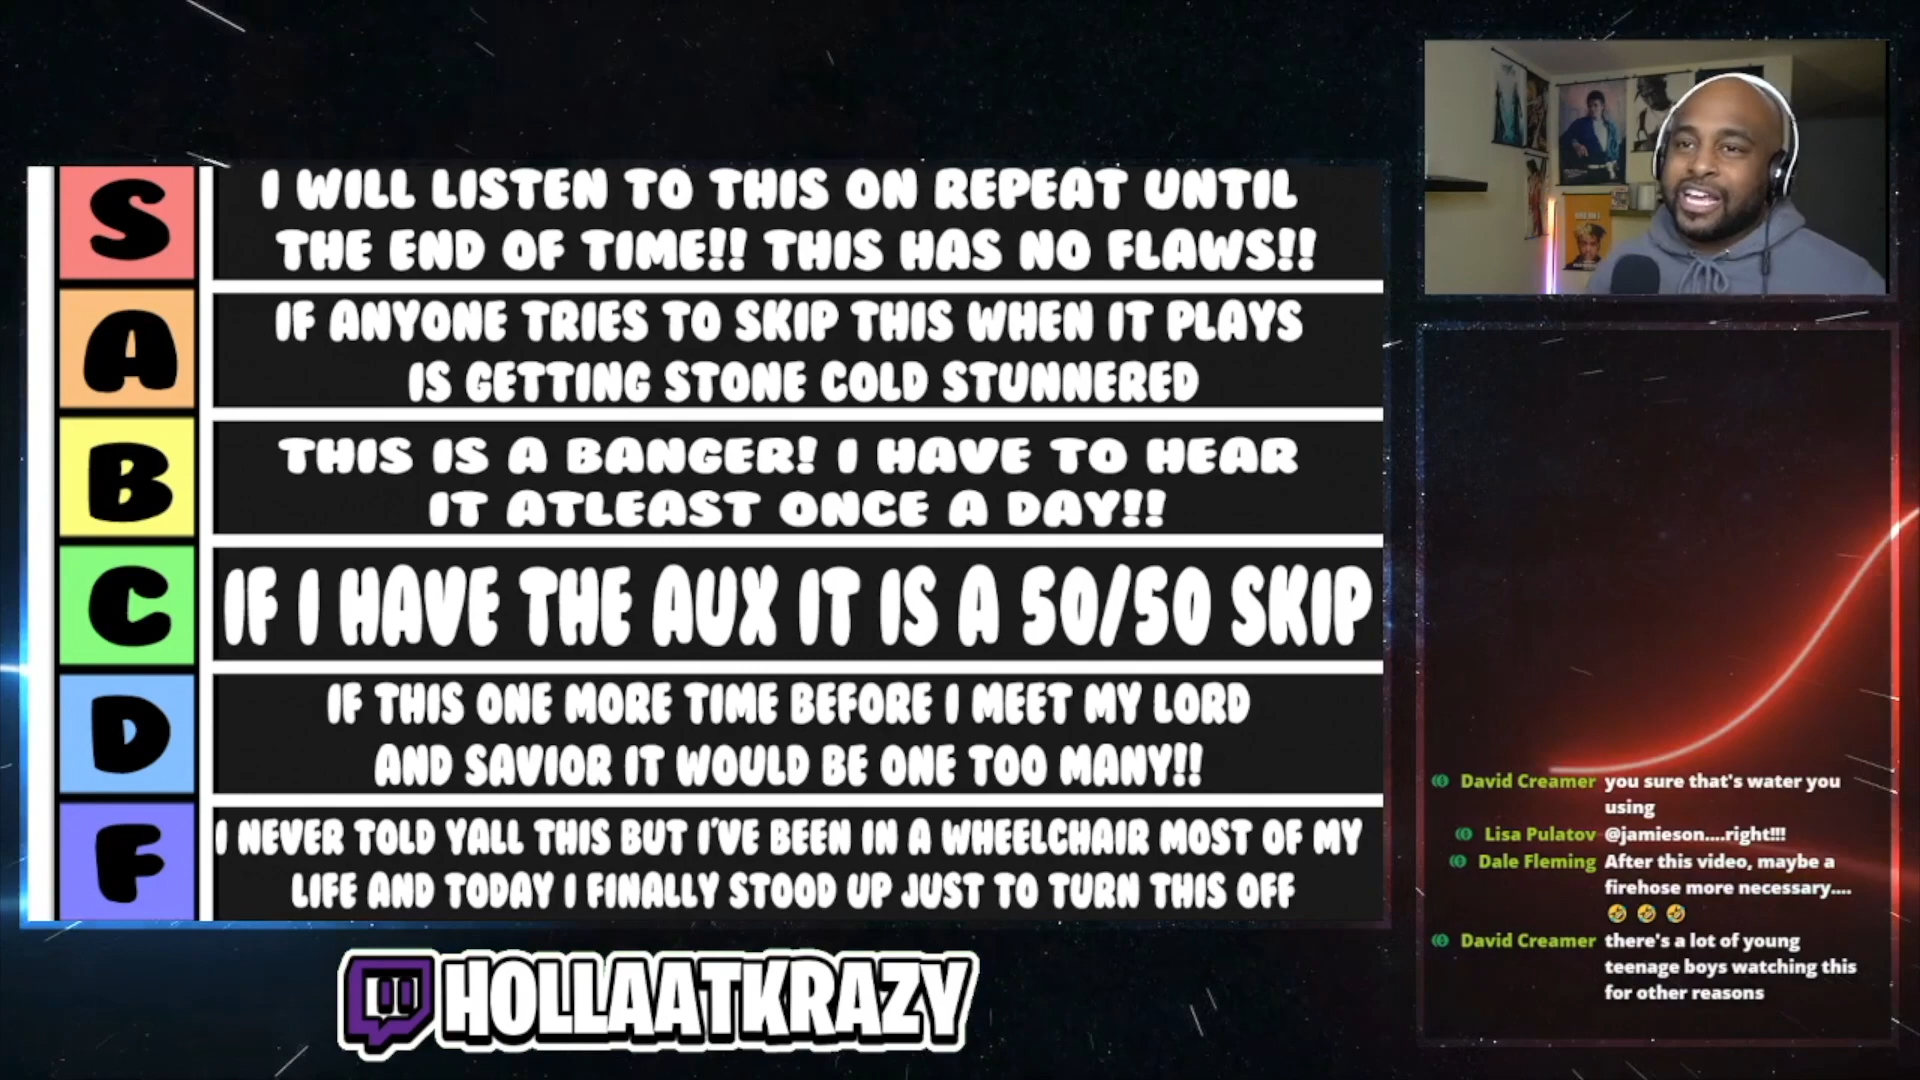 S
I WILL LISTEN TO THIS ON REPEAT UNTIL
THE END OF TIME!! THIS HAS NO FLAWS!!
A
IF ANYONE TRIES TO SKIP THIS WHEN IT PLAYS
IS GETTING STONE COLD STUNNERED
B
THIS IS A BANGER! I HAVE TO HEAR
IT ATLEAST ONCE A DAY!!
C
IF I HAVE THE AUX IT IS A 50/50 SKIP
D
IF THIS ONE MORE TIME BEFORE I MEET MY LORD
AND SAVIOR IT WOULD BE ONE TOO MANY!!
F
I NEVER TOLD YALL THIS BUT I'VE BEEN IN A WHEELCHAIR MOST OF MY
LIFE AND TODAY I FINALLY STOOD UP JUST TO TURN THIS OFF
HOLLAATKRAZY
David Creamer you sure that's water you
using
Lisa Pulatov @jamieson....right!!!
Dale Fleming After this video, maybe a
firehose more necessary....
🤣 🤣 🤣
David Creamer there's a lot of young
teenage boys watching this
for other reasons